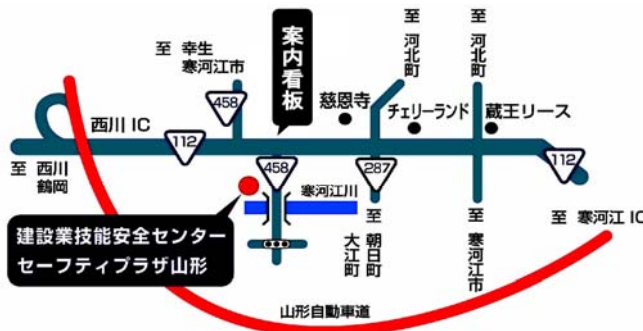 至 幸生
寒河江市
458
案内看板
至 河北町
至 河北町
慈恩寺
チェリーランド
蔵王リース
西川 IC
112
458
287
112
至 西川
鶴岡
寒河江川
至 朝日町
大江町
至 寒河江市
至 寒河江 IC
建設業技能安全センター
セーフティプラザ山形
山形自動車道